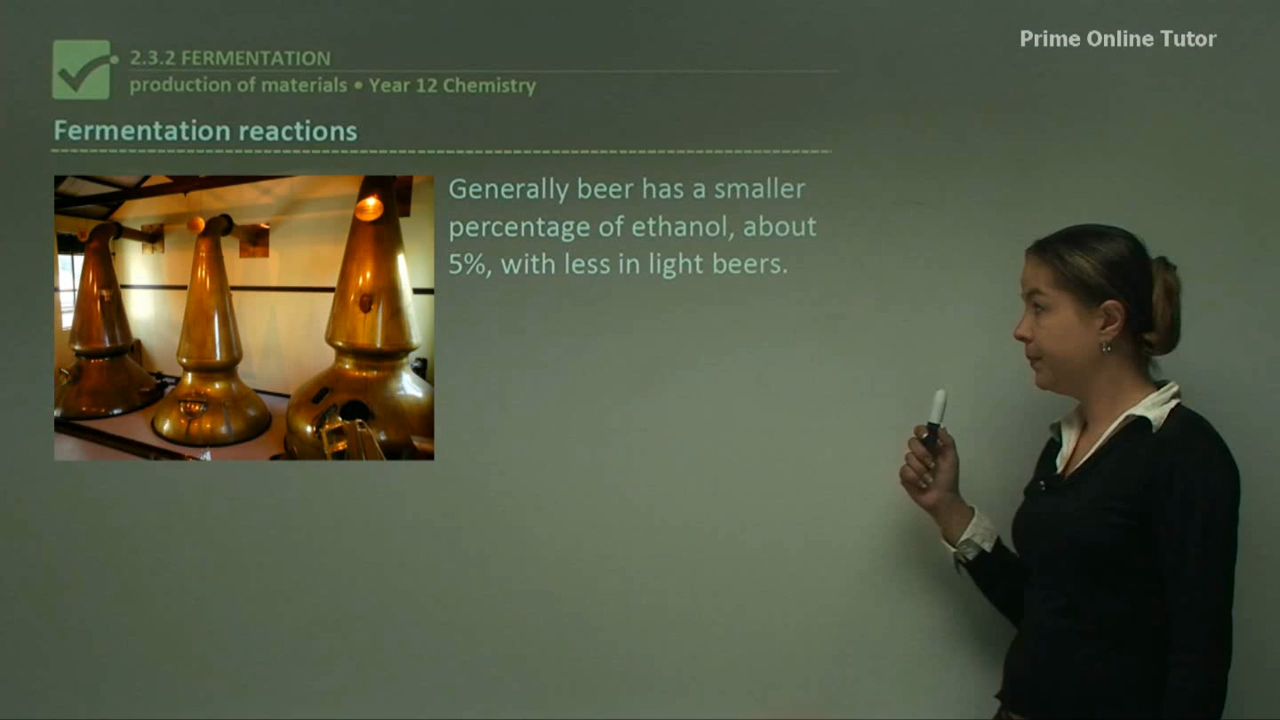 Prime Online Tutor
2.3.2 FERMENTATION
production of materials • Year 12 Chemistry
Fermentation reactions
Generally beer has a smaller
percentage of ethanol, about
5%, with less in light beers.